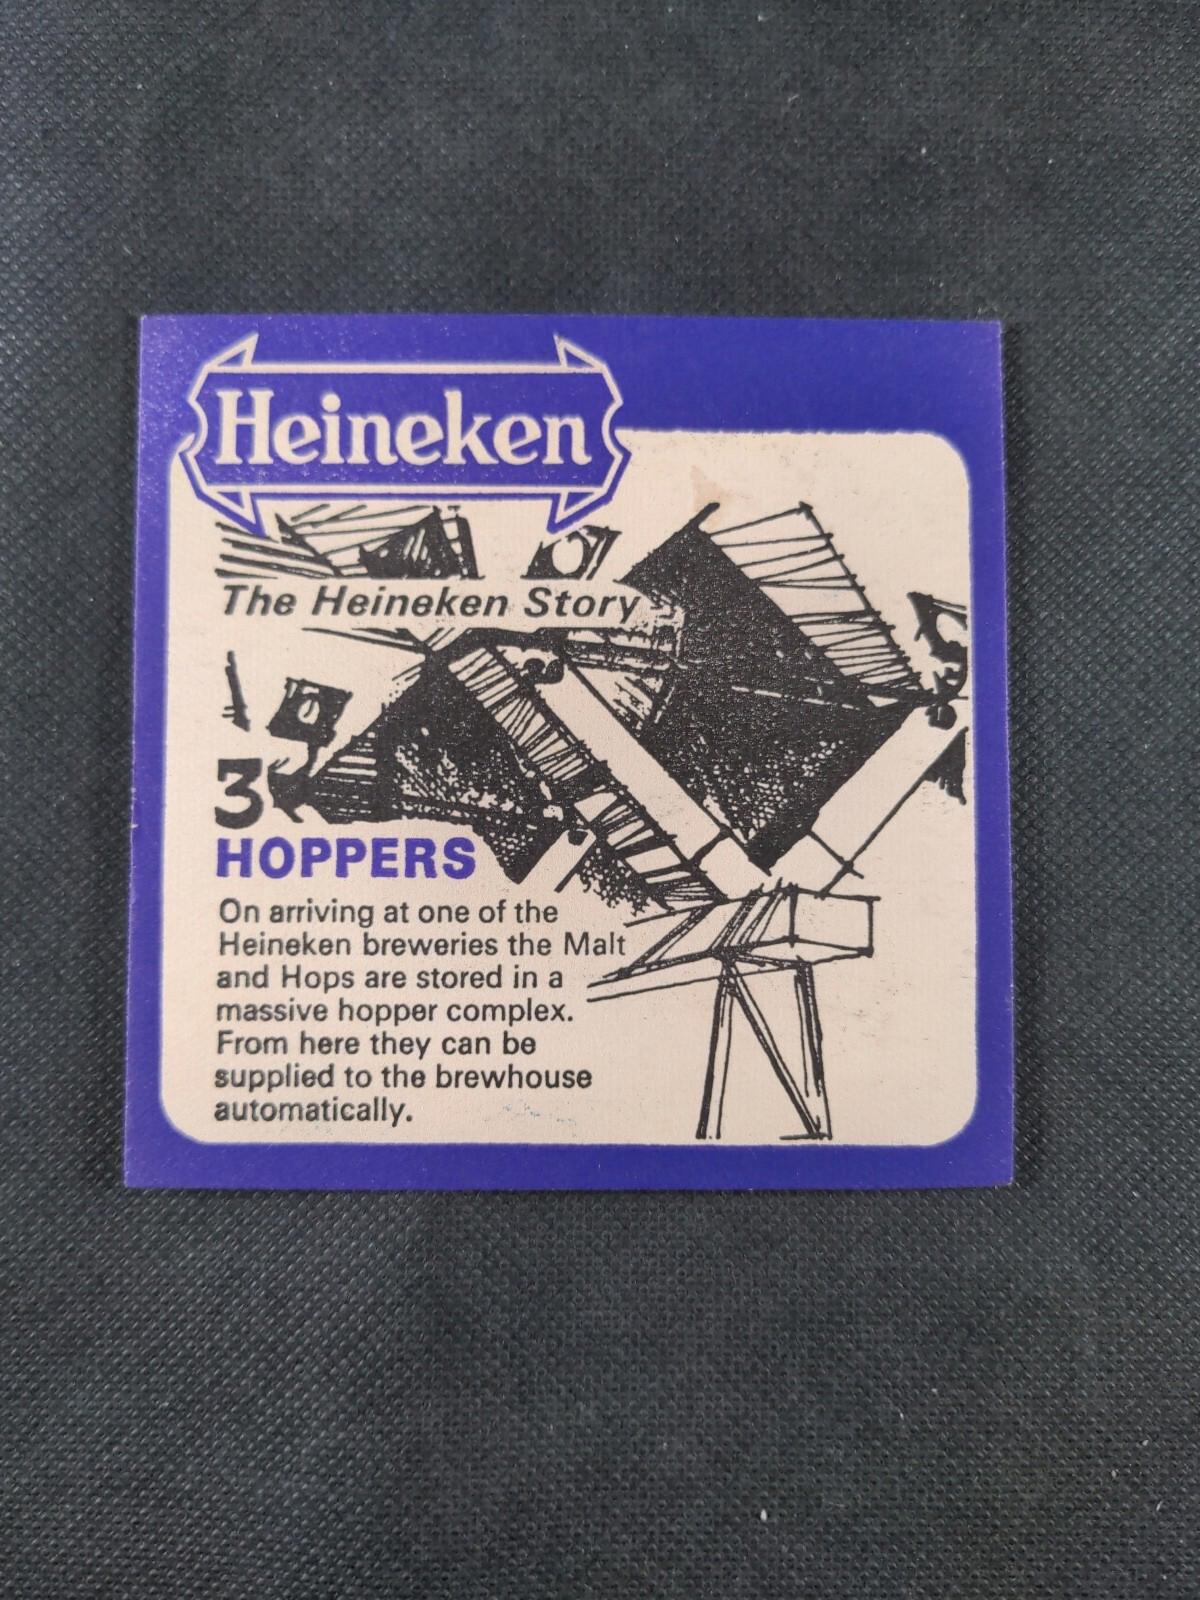 Heineken
The Heineken Story
3
HOPPERS
On arriving at one of the
Heineken breweries the Malt
and Hops are stored in a
massive hopper complex.
From here they can be
supplied to the brewhouse
automatically.